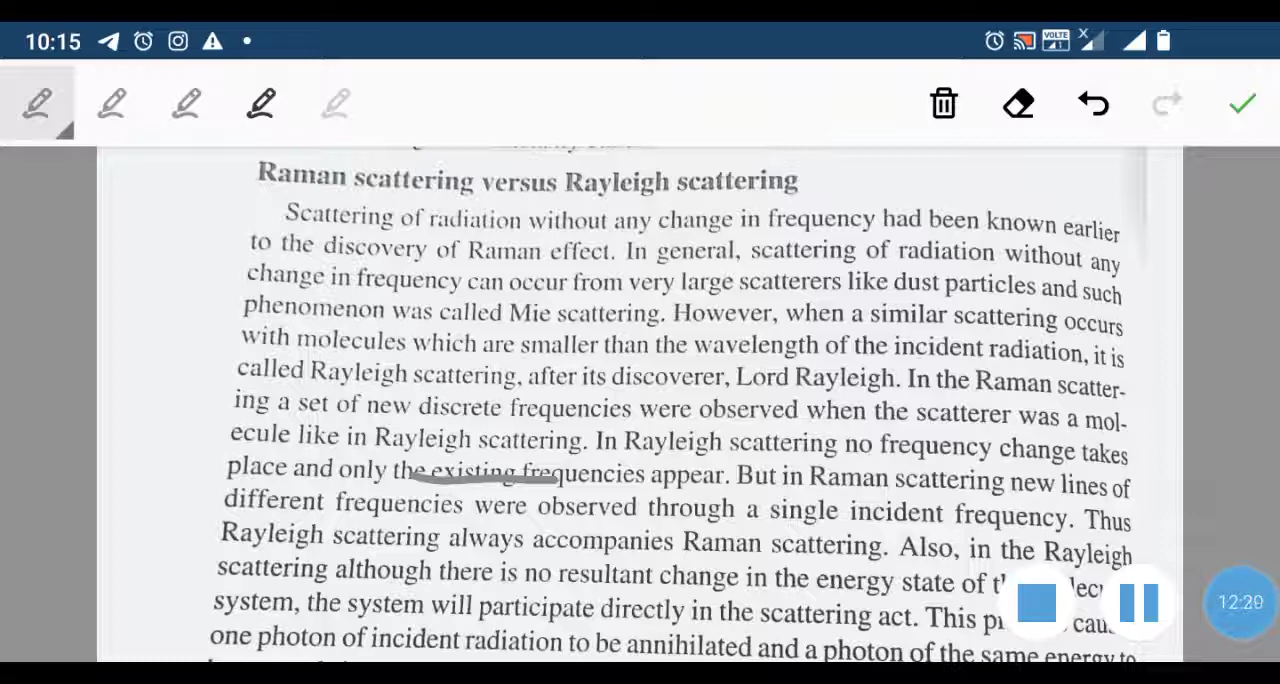 10:15
VOLTE
Raman scattering versus Rayleigh scattering
Scattering of radiation without any change in frequency had been known earlier
to the discovery of Raman effect. In general, scattering of radiation without any
change in frequency can occur from very large scatterers like dust particles and such
phenomenon was called Mie scattering. However, when a similar scattering occurs
with molecules which are smaller than the wavelength of the incident radiation, it is
called Rayleigh scattering, after its discoverer, Lord Rayleigh. In the Raman scatter-
ing a set of new discrete frequencies were observed when the scatterer was a mol-
ecule like in Rayleigh scattering. In Rayleigh scattering no frequency change takes
place and only the existing frequencies appear. But in Raman scattering new lines of
different frequencies were observed through a single incident frequency. Thus
Rayleigh scattering always accompanies Raman scattering. Also, in the Rayleigh
scattering although there is no resultant change in the energy state of
system, the system will participate directly in the scattering act. This
one photon of incident radiation to be annihilated and a photon of the same energy to
12:20